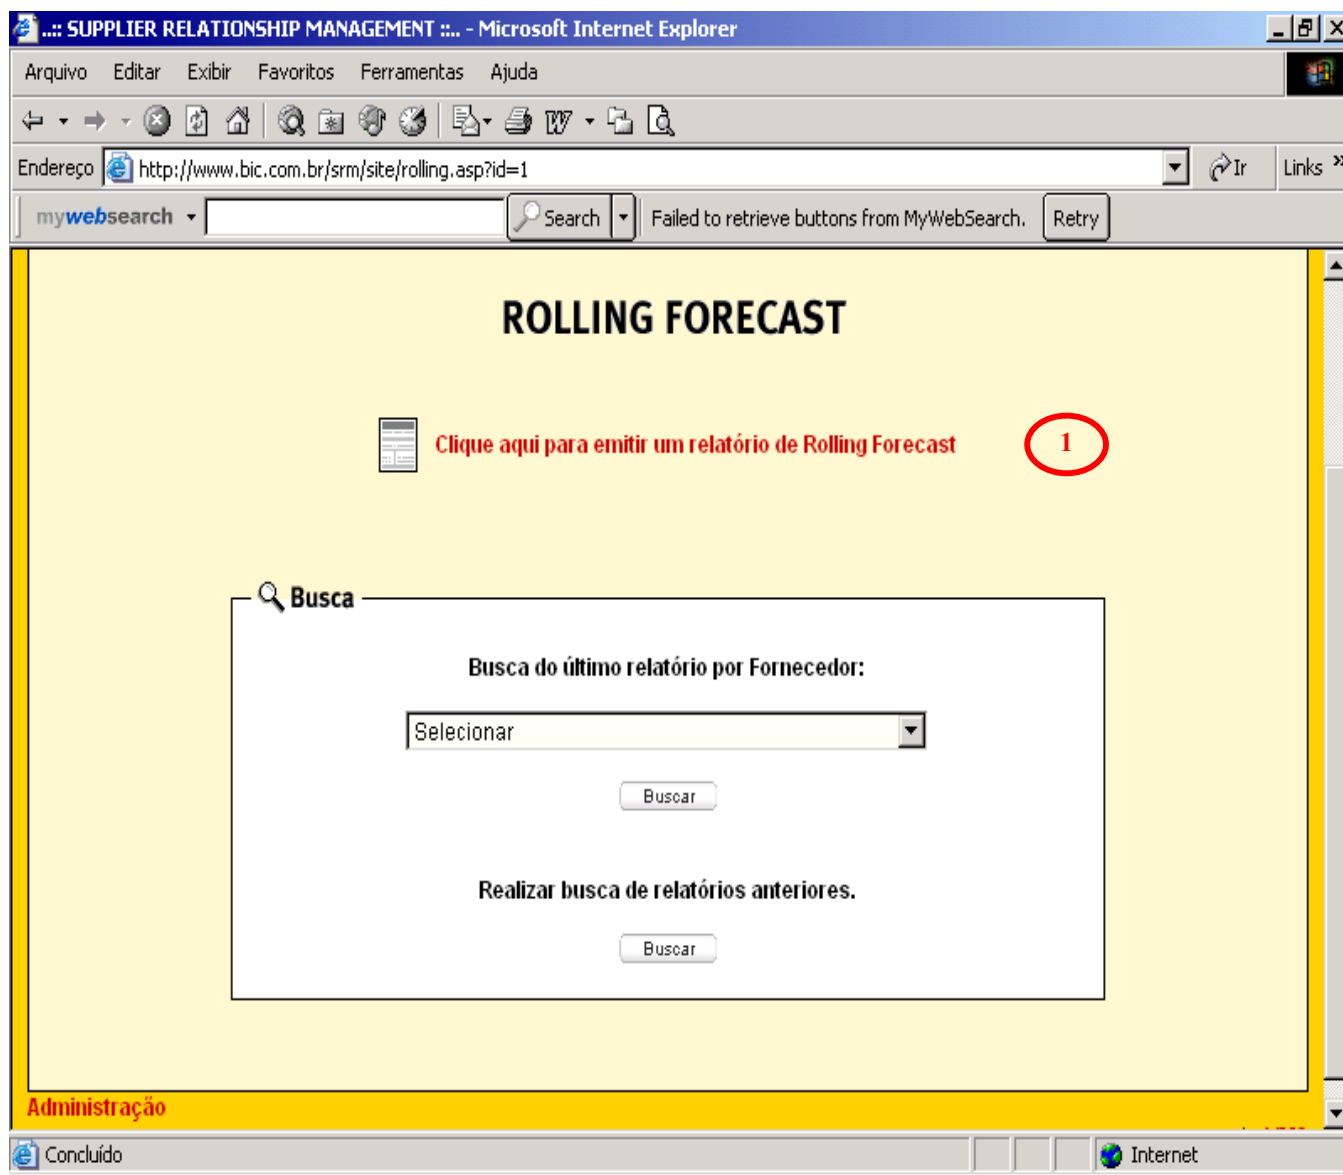 ..:: SUPPLIER RELATIONSHIP MANAGEMENT ::.. - Microsoft Internet Explorer
Arquivo Editar Exibir Favoritos Ferramentas Ajuda
Endereço http://www.bic.com.br/srm/site/rolling.asp?id=1 Ir Links »
mywebsearch Search Failed to retrieve buttons from MyWebSearch. Retry
ROLLING FORECAST
Clique aqui para emitir um relatório de Rolling Forecast 1
Busca
Busca do último relatório por Fornecedor:
Selecionar
Buscar
Realizar busca de relatórios anteriores.
Buscar
Administração
Concluído Internet